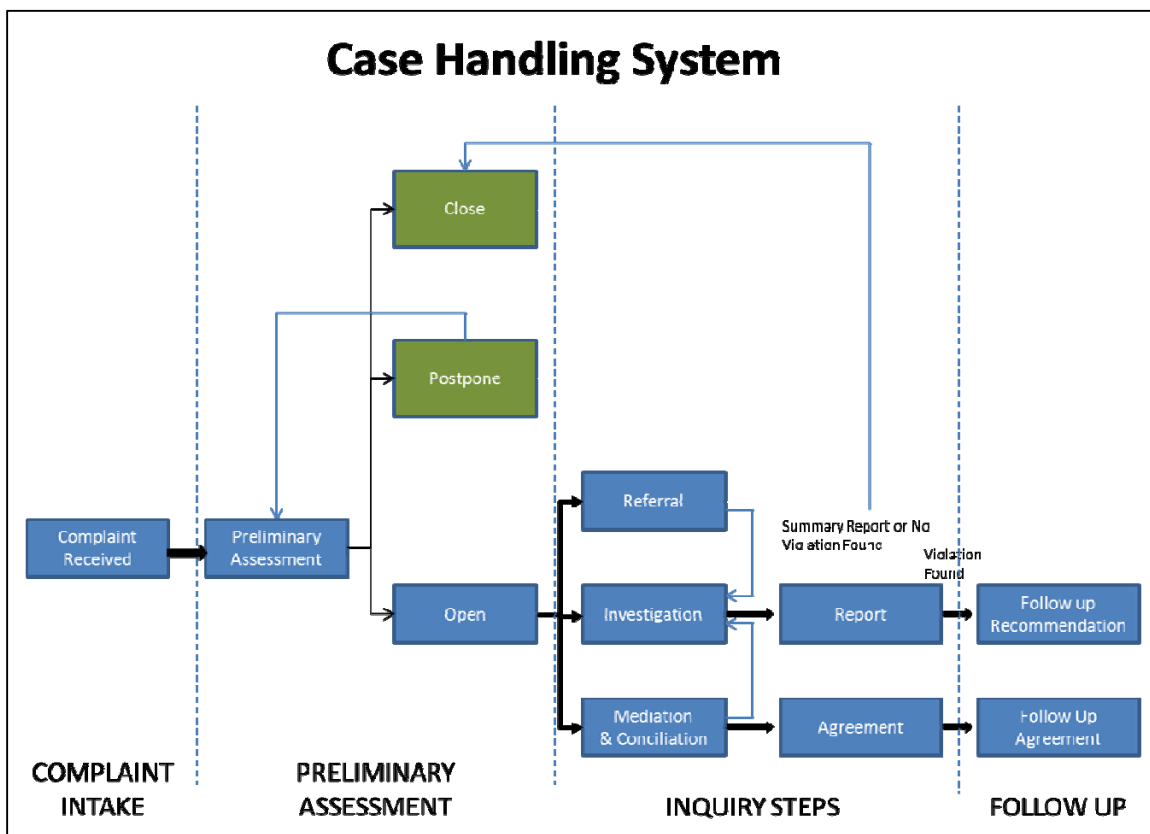 Case Handling System
Close
Postpone
Referral
Complaint
Received
Preliminary
Assessment
Summary Report or No
Violation Found
Violation
Found
Open
Investigation
Report
Follow up
Recommendation
Mediation
& Conciliation
Agreement
Follow Up
Agreement
COMPLAINT
INTAKE
PRELIMINARY
ASSESSMENT
INQUIRY STEPS
FOLLOW UP